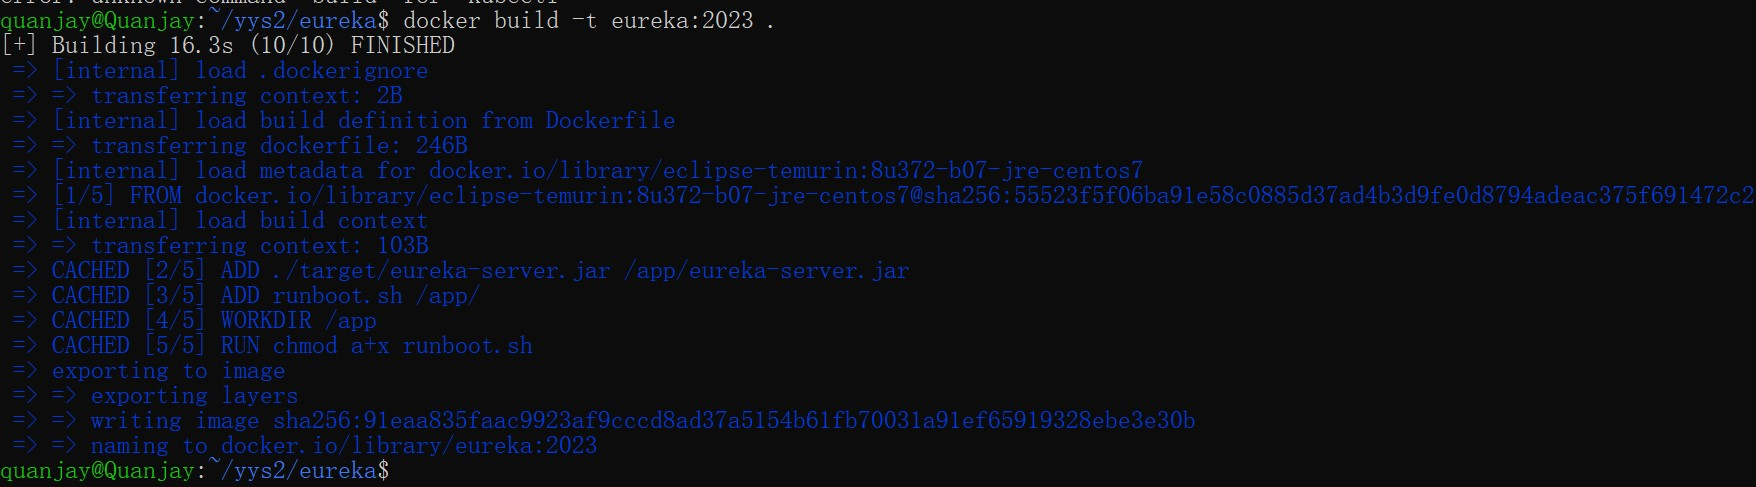 error: unknown command "build" for "kubectl"
quanjay@Quanjay:~/yys2/eureka$ docker build -t eureka:2023 .
[+] Building 16.3s (10/10) FINISHED
=> [internal] load .dockerignore
=> => transferring context: 2B
=> [internal] load build definition from Dockerfile
=> => transferring dockerfile: 246B
=> [internal] load metadata for docker.io/library/eclipse-temurin:8u372-b07-jre-centos7
=> [1/5] FROM docker.io/library/eclipse-temurin:8u372-b07-jre-centos7@sha256:55523f5f06ba91e58c0885d37ad4b3d9fe0d8794adeac375f691472c2
=> [internal] load build context
=> => transferring context: 103B
=> CACHED [2/5] ADD ./target/eureka-server.jar /app/eureka-server.jar
=> CACHED [3/5] ADD runboot.sh /app/
=> CACHED [4/5] WORKDIR /app
=> CACHED [5/5] RUN chmod a+x runboot.sh
=> exporting to image
=> => exporting layers
=> => writing image sha256:91eaa835faac9923af9cccd8ad37a5154b61fb70031a91ef65919328ebe3e30b
=> => naming to docker.io/library/eureka:2023
quanjay@Quanjay:~/yys2/eureka$